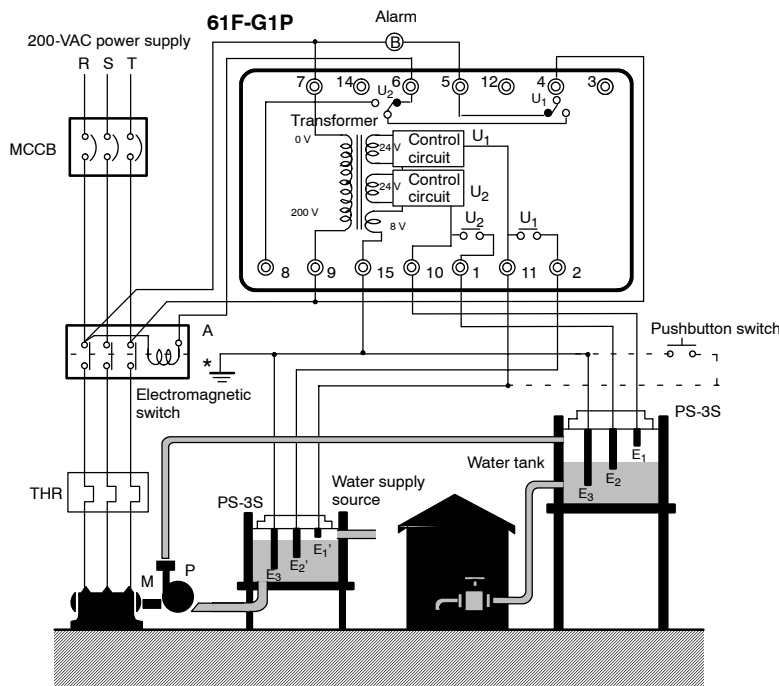 61F-G1P
Alarm
B
200-VAC power supply
R S T
MCCB
7 14 6 5 12 4 3
U2
U1
Transformer
0 V
200 V
24 V
Control circuit
U1
24 V
Control circuit
U2
8 V
U2
U1
8 9 15 10 1 11 2
A
*
Electromagnetic
switch
Pushbutton switch
PS-3S
Water tank
E1
E2
E3
THR
PS-3S
Water supply
source
E1'
E2'
E3
M
P